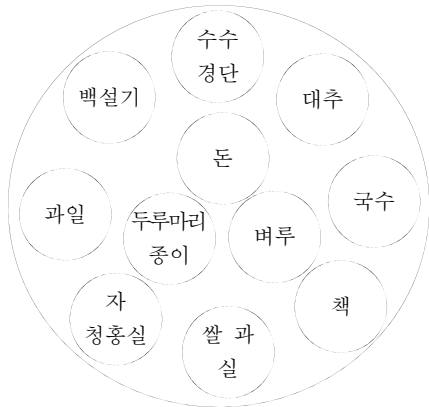 수수
경단
백설기
대추
돈
과일
두루마리
종이
벼루
국수
자
청홍실
쌀 과
실
책